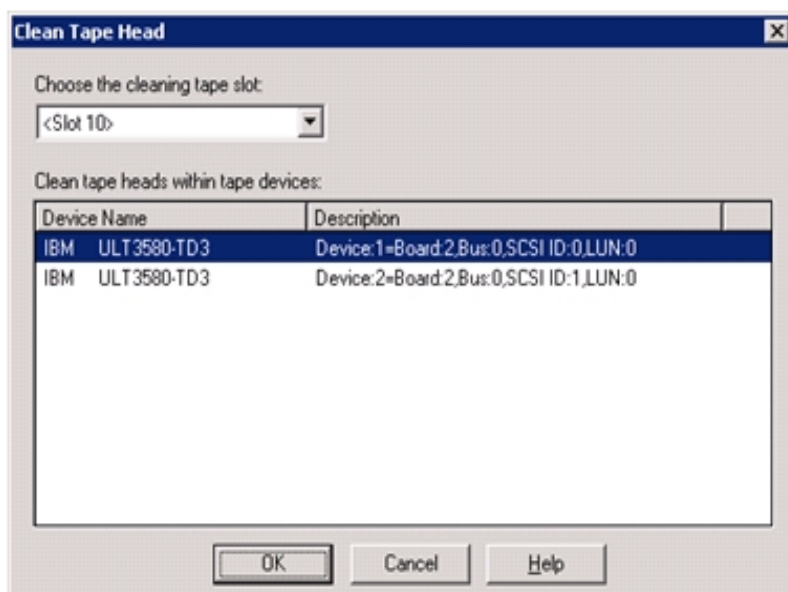 Clean Tape Head
Choose the cleaning tape slot:
<Slot 10>
Clean tape heads within tape devices:
Device Name Description
IBM ULT3580-TD3 Device:1=Board:2,Bus:0,SCSI ID:0,LUN:0
IBM ULT3580-TD3 Device:2=Board:2,Bus:0,SCSI ID:1,LUN:0
OK Cancel Help